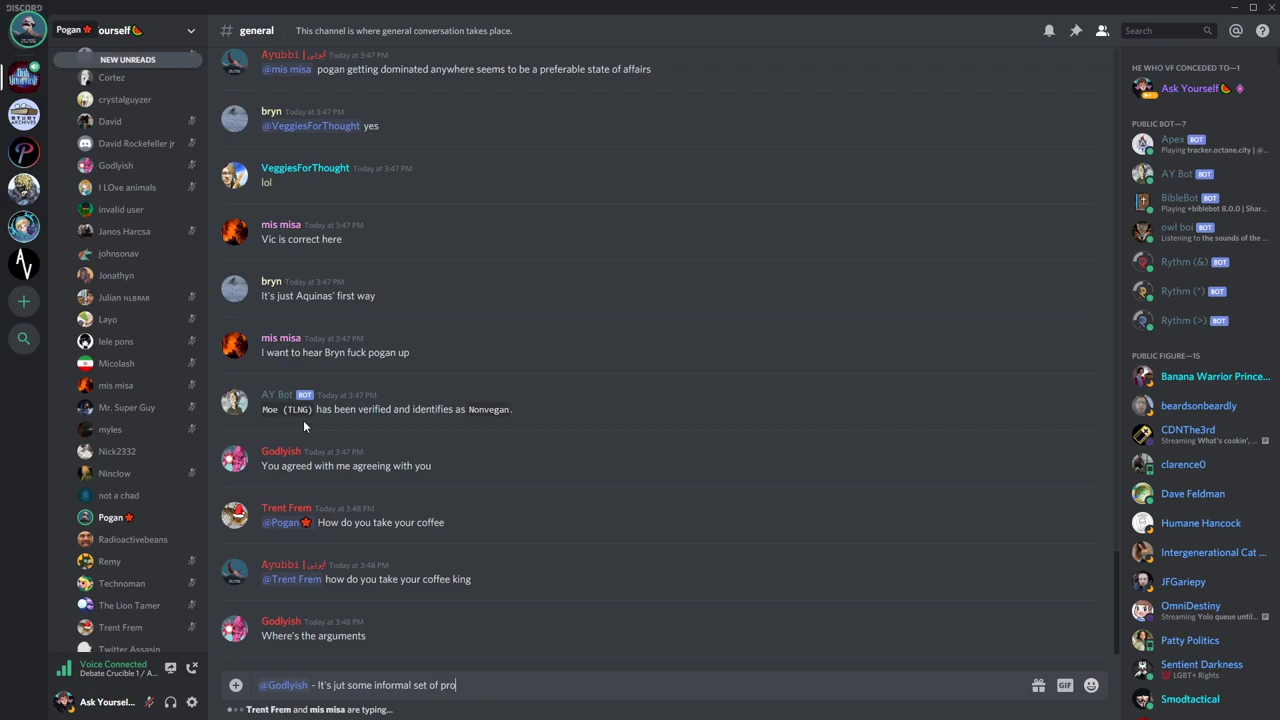 DISCORD
Pogan ourself
# general This channel is where general conversation takes place.
Search
NEW UNREADS
Cortez
crystalguyzer
David
David Rockefeller jr
Godlyish
I LOve animals
invalid user
Janos Harcsa
johnsonav
Jonathyn
Julian NLBRAR
Layo
lele pons
Micolash
mis misa
Mr. Super Guy
myles
Nick2332
Ninclow
not a chad
Pogan
Radioactivebeans
Remy
Technoman
The Lion Tamer
Trent Frem
Twitter Assasin
Voice Connected
Debate Crucible 1 / A...
Ask Yoursel...
Ayubbi | أيوبي Today at 3:47 PM
@mis misa pogan getting dominated anywhere seems to be a preferable state of affairs
bryn Today at 3:47 PM
@VeggiesForThought yes
VeggiesForThought Today at 3:47 PM
lol
mis misa Today at 3:47 PM
Vic is correct here
bryn Today at 3:47 PM
It's just Aquinas' first way
mis misa Today at 3:47 PM
I want to hear Bryn fuck pogan up
AY Bot BOT Today at 3:47 PM
Moe (TLNG) has been verified and identifies as Nonvegan.
Godlyish Today at 3:47 PM
You agreed with me agreeing with you
Trent Frem Today at 3:48 PM
@Pogan How do you take your coffee
Ayubbi | أيوبي Today at 3:48 PM
@Trent Frem how do you take your coffee king
Godlyish Today at 3:48 PM
Where's the arguments
@Godlyish - It's jut some informal set of pro
GIF
Trent Frem and mis misa are typing...
HE WHO VF CONCEDED TO—1
Ask Yourself
PUBLIC BOT—7
Apex BOT
Playing tracker.octane.city | @...
AY Bot BOT
BibleBot BOT
Playing +biblebot 8.0.0 | Shar...
owl boi BOT
Listening to the sounds of the ...
Rythm (&) BOT
Rythm (*) BOT
Rythm (>) BOT
PUBLIC FIGURE—15
Banana Warrior Prince...
beardsonbeardly
CDNThe3rd
Streaming What's cookin', ...
clarence0
Dave Feldman
Humane Hancock
Intergenerational Cat ...
JFGariepy
OmniDestiny
Streaming Yolo queue until...
Patty Politics
Sentient Darkness
LGBT+ Rights
Smodtactical